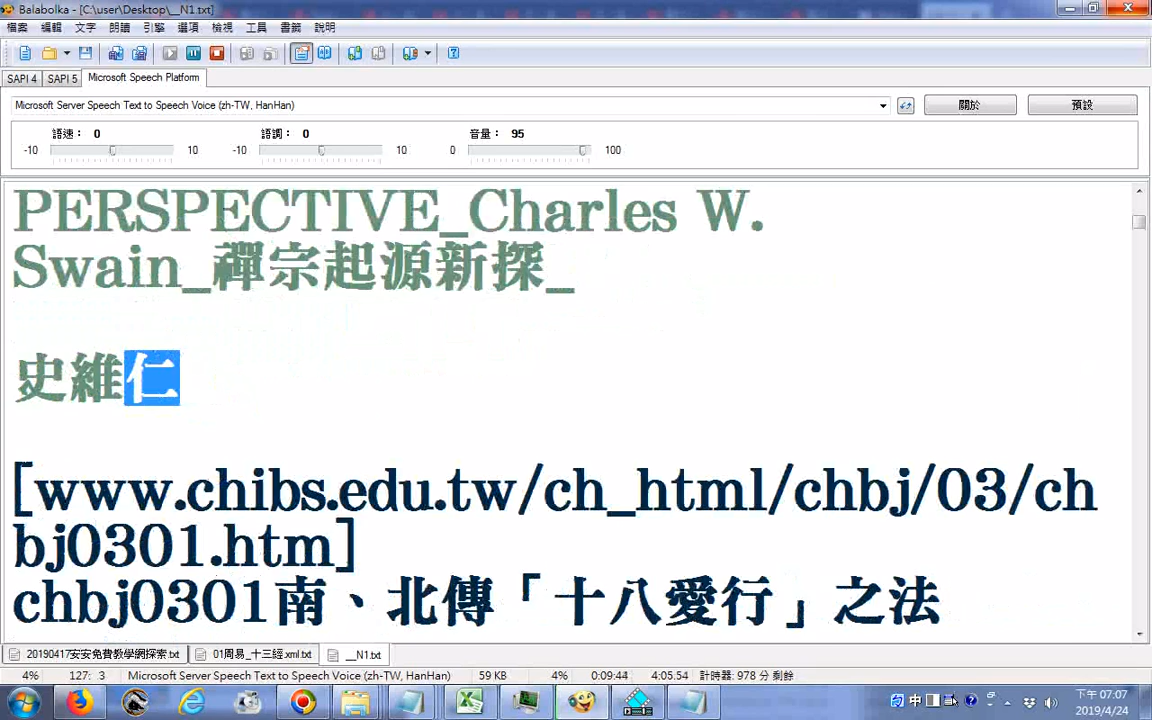 Balabolka - [C:\user\Desktop\__N1.txt]
檔案 編輯 文字 朗讀 引擎 選項 檢視 工具 書籤 說明
SAPI 4 SAPI 5 Microsoft Speech Platform
Microsoft Server Speech Text to Speech Voice (zh-TW, HanHan) 關於 預設
語速： 0 語調： 0 音量： 95
-10 10 -10 10 0 100
PERSPECTIVE_Charles W.
Swain_禪宗起源新探_
史維仁
[www.chibs.edu.tw/ch_html/chbj/03/ch
bj0301.htm]
chbj0301南、北傳「十八愛行」之法
20190417安安免費教學網探索.txt 01周易_十三經.xml.txt __N1.txt
4% 127: 3 Microsoft Server Speech Text to Speech Voice (zh-TW, HanHan) 59 KB 4% 0:09:44 4:05.54 計時器: 978 分 剩餘
中 下午 07:07
2019/4/24